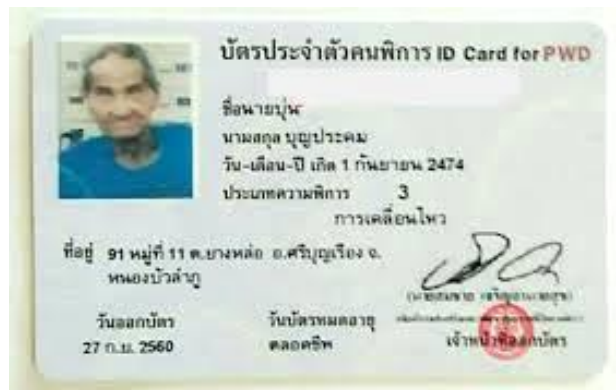 บัตรประจำตัวคนพิการ ID Card for PWD
ชื่อนายบุ่น
นามสกุล บุญประคม
วัน-เดือน-ปี เกิด 1 กันยายน 2474
ประเภทความพิการ 3
การเคลื่อนไหว
ที่อยู่ 91 หมู่ที่ 11 ต.ยางหล่อ อ.ศรีบุญเรือง จ.
หนองบัวลำภู
วันออกบัตร
27 ก.ย. 2560
วันบัตรหมดอายุ
ตลอดชีพ
เจ้าหน้าที่ออกบัตร